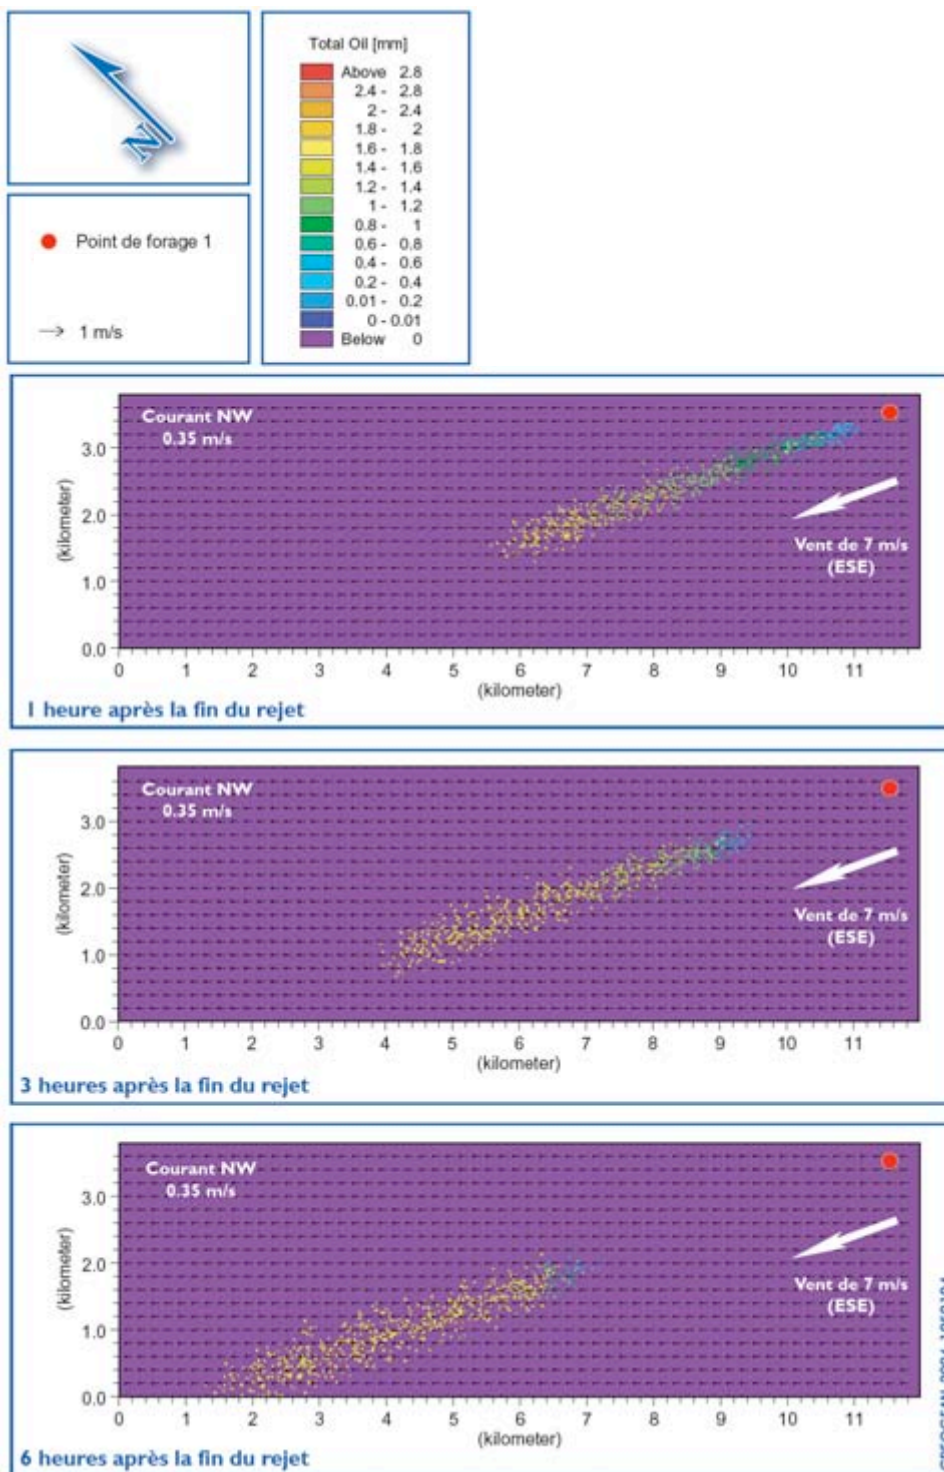 N
Point de forage 1
1 m/s
Total Oil [mm]
Above 2.8
2.4 - 2.8
2 - 2.4
1.8 - 2
1.6 - 1.8
1.4 - 1.6
1.2 - 1.4
1 - 1.2
0.8 - 1
0.6 - 0.8
0.4 - 0.6
0.2 - 0.4
0.01 - 0.2
0 - 0.01
Below 0
Courant NW
0.35 m/s
Vent de 7 m/s
(ESE)
(kilometer)
3.0
2.0
1.0
0.0
0 1 2 3 4 5 6 7 8 9 10 11
(kilometer)
1 heure après la fin du rejet
Courant NW
0.35 m/s
Vent de 7 m/s
(ESE)
(kilometer)
3.0
2.0
1.0
0.0
0 1 2 3 4 5 6 7 8 9 10 11
(kilometer)
3 heures après la fin du rejet
Courant NW
0.35 m/s
Vent de 7 m/s
(ESE)
(kilometer)
3.0
2.0
1.0
0.0
0 1 2 3 4 5 6 7 8 9 10 11
(kilometer)
6 heures après la fin du rejet